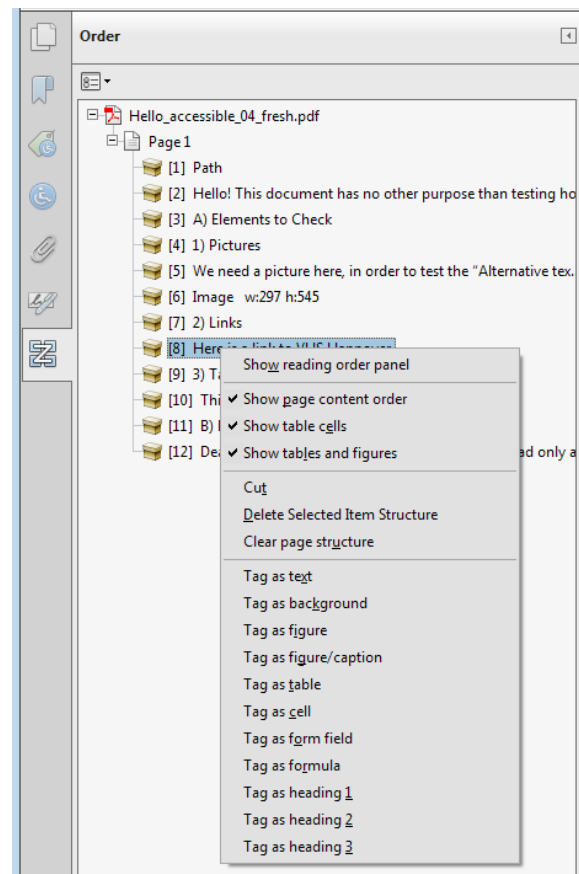 Order
Hello_accessible_04_fresh.pdf
Page 1
[1] Path
[2] Hello! This document has no other purpose than testing ho
[3] A) Elements to Check
[4] 1) Pictures
[5] We need a picture here, in order to test the “Alternative tex.
[6] Image w:297 h:545
[7] 2) Links
[8] Here is a link to VHS Hannover
[9] 3) Ta
[10] Thi
[11] B)
[12] Dea ad only a
Show reading order panel
Show page content order
Show table cells
Show tables and figures
Cut
Delete Selected Item Structure
Clear page structure
Tag as text
Tag as background
Tag as figure
Tag as figure/caption
Tag as table
Tag as cell
Tag as form field
Tag as formula
Tag as heading 1
Tag as heading 2
Tag as heading 3